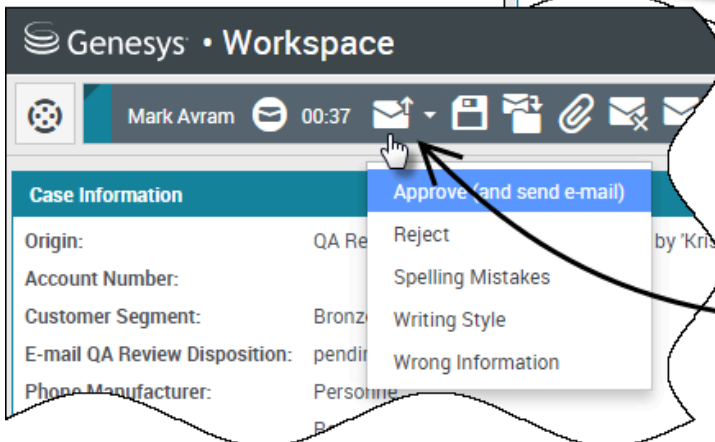 Genesys • Workspace
Mark Avram 00:37
Case Information
Approve (and send e-mail)
Origin: QA Re by 'Kris
Reject
Account Number:
Spelling Mistakes
Customer Segment: Bronz
Writing Style
E-mail QA Review Disposition: pendin
Wrong Information
Phone Manufacturer: Personne